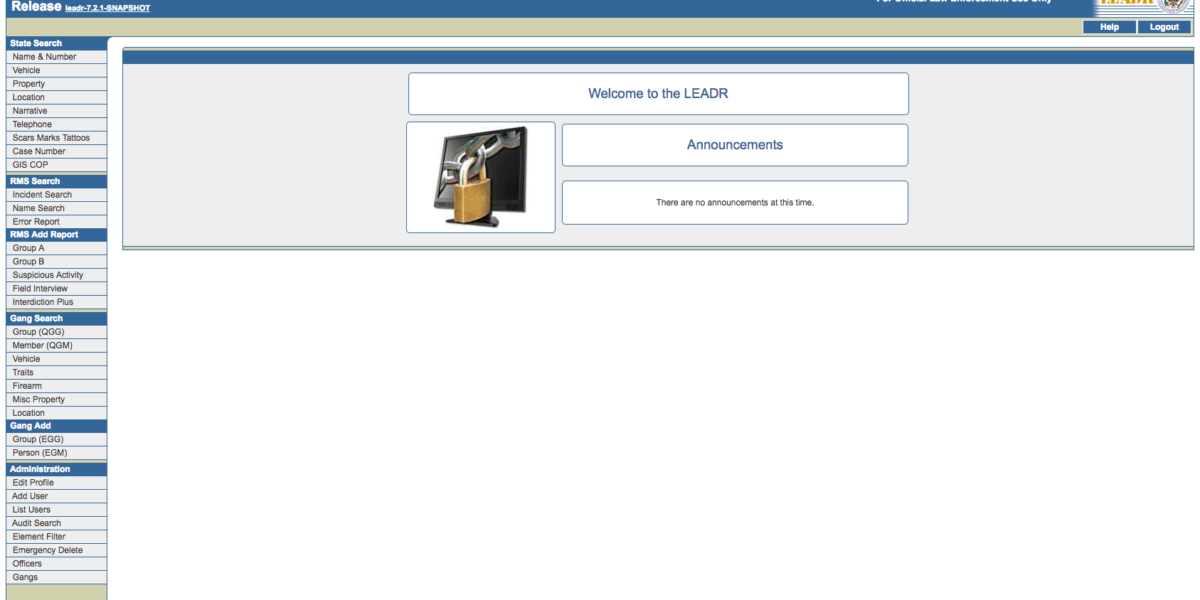 For Official Law Enforcement Use Only
LEADR
Release leadr-7.2.1-SNAPSHOT
Help
Logout
State Search
Name & Number
Vehicle
Property
Location
Narrative
Telephone
Scars Marks Tattoos
Case Number
GIS COP
RMS Search
Incident Search
Name Search
Error Report
RMS Add Report
Group A
Group B
Suspicious Activity
Field Interview
Interdiction Plus
Gang Search
Group (QGG)
Member (QGM)
Vehicle
Traits
Firearm
Misc Property
Location
Gang Add
Group (EGG)
Person (EGM)
Administration
Edit Profile
Add User
List Users
Audit Search
Element Filter
Emergency Delete
Officers
Gangs
Welcome to the LEADR
Announcements
There are no announcements at this time.